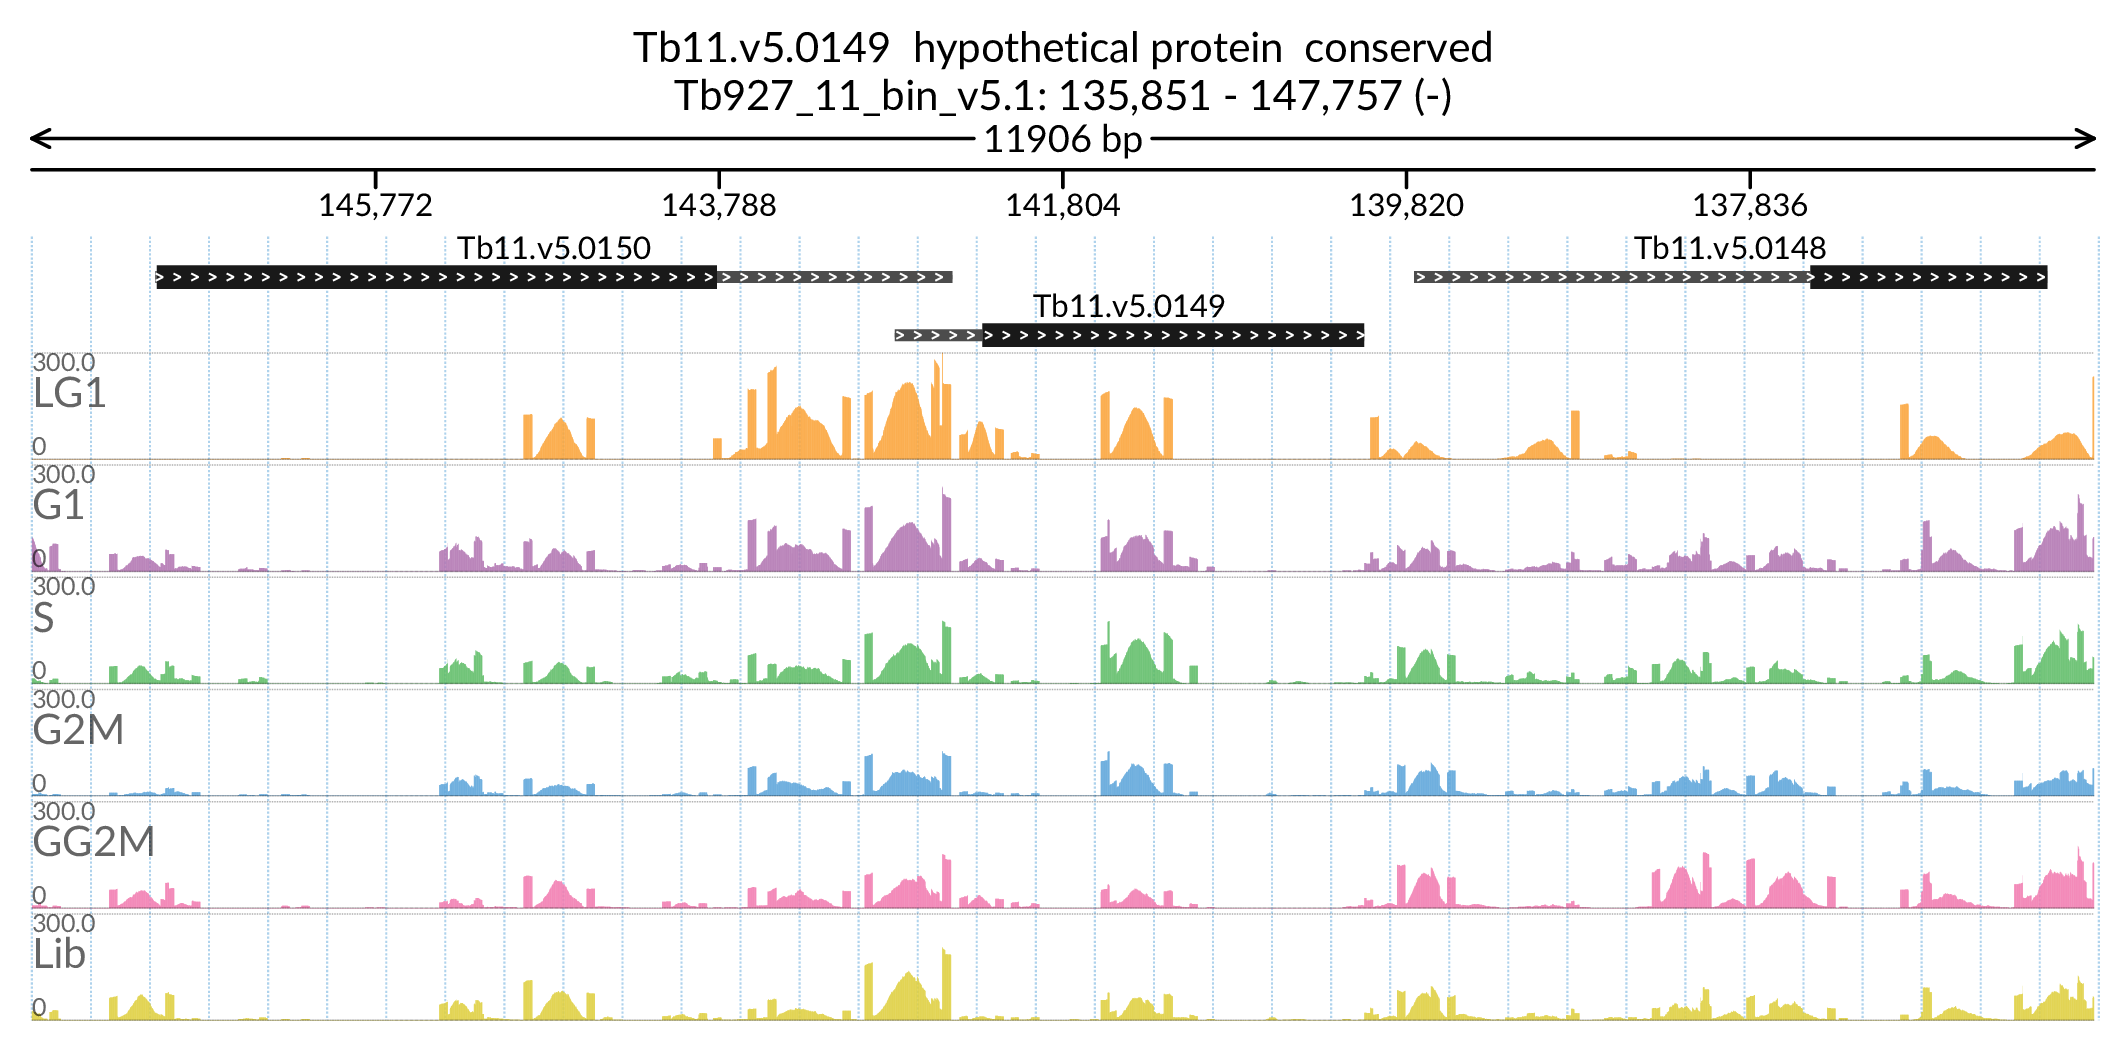 Tb11.v5.0149  hypothetical protein  conserved
Tb927_11_bin_v5.1: 135,851 - 147,757 (-)
11906 bp
145,772 143,788 141,804 139,820 137,836
Tb11.v5.0150 Tb11.v5.0148
Tb11.v5.0149
300.0
LG1
0
300.0
G1
0
300.0
S
0
300.0
G2M
0
300.0
GG2M
0
300.0
Lib
0